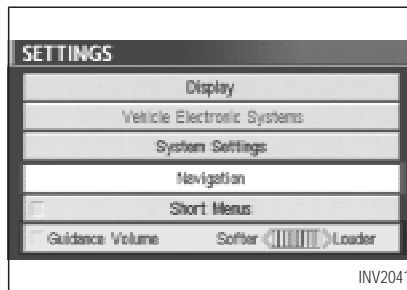 SETTINGS
Display
Vehicle Electronic Systems
System Settings
Navigation
Short Menus
Guidance Volume Softer Louder
INV2041